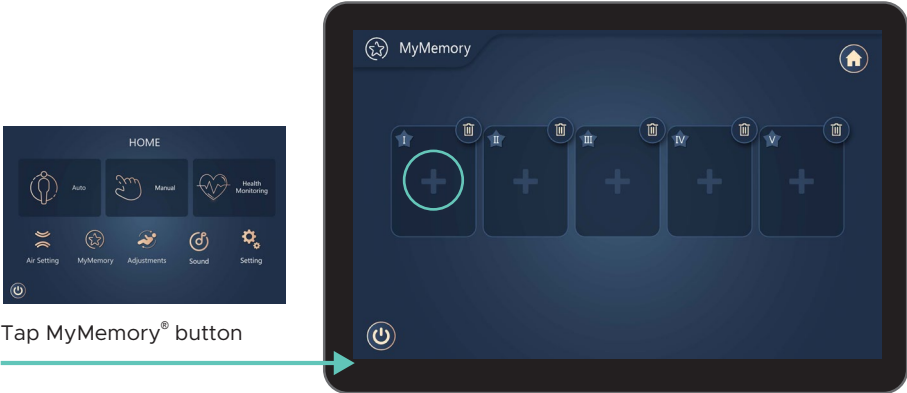 MyMemory
I
II
III
IV
V
HOME
Auto
Manual
Health
Monitoring
Air Setting
MyMemory
Adjustments
Sound
Setting
Tap MyMemory® button